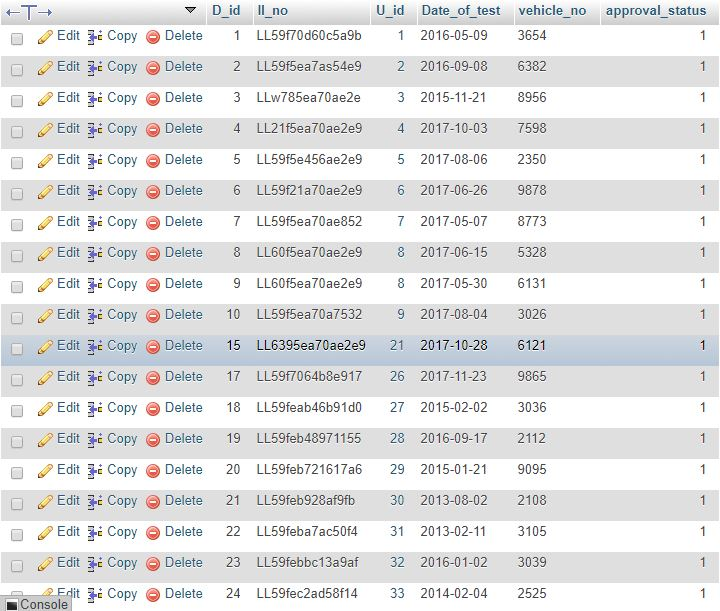 D_id ll_no U_id Date_of_test vehicle_no approval_status
Edit Copy Delete 1 LL59f70d60c5a9b 1 2016-05-09 3654 1
Edit Copy Delete 2 LL59f5ea7as54e9 2 2016-09-08 6382 1
Edit Copy Delete 3 LLw785ea70ae2e 3 2015-11-21 8956 1
Edit Copy Delete 4 LL21f5ea70ae2e9 4 2017-10-03 7598 1
Edit Copy Delete 5 LL59f5e456ae2e9 5 2017-08-06 2350 1
Edit Copy Delete 6 LL59f21a70ae2e9 6 2017-06-26 9878 1
Edit Copy Delete 7 LL59f5ea70ae852 7 2017-05-07 8773 1
Edit Copy Delete 8 LL60f5ea70ae2e9 8 2017-06-15 5328 1
Edit Copy Delete 9 LL60f5ea70ae2e9 8 2017-05-30 6131 1
Edit Copy Delete 10 LL59f5ea70a7532 9 2017-08-04 3026 1
Edit Copy Delete 15 LL6395ea70ae2e9 21 2017-10-28 6121 1
Edit Copy Delete 17 LL59f7064b8e917 26 2017-11-23 9865 1
Edit Copy Delete 18 LL59feab46b91d0 27 2015-02-02 3036 1
Edit Copy Delete 19 LL59feb48971155 28 2016-09-17 2112 1
Edit Copy Delete 20 LL59feb721617a6 29 2015-01-21 9095 1
Edit Copy Delete 21 LL59feb928af9fb 30 2013-08-02 2108 1
Edit Copy Delete 22 LL59feba7ac50f4 31 2013-02-11 3105 1
Edit Copy Delete 23 LL59febbc13a9af 32 2016-01-02 3039 1
Edit Copy Delete 24 LL59fec2ad58f14 33 2014-02-04 2525 1
Console